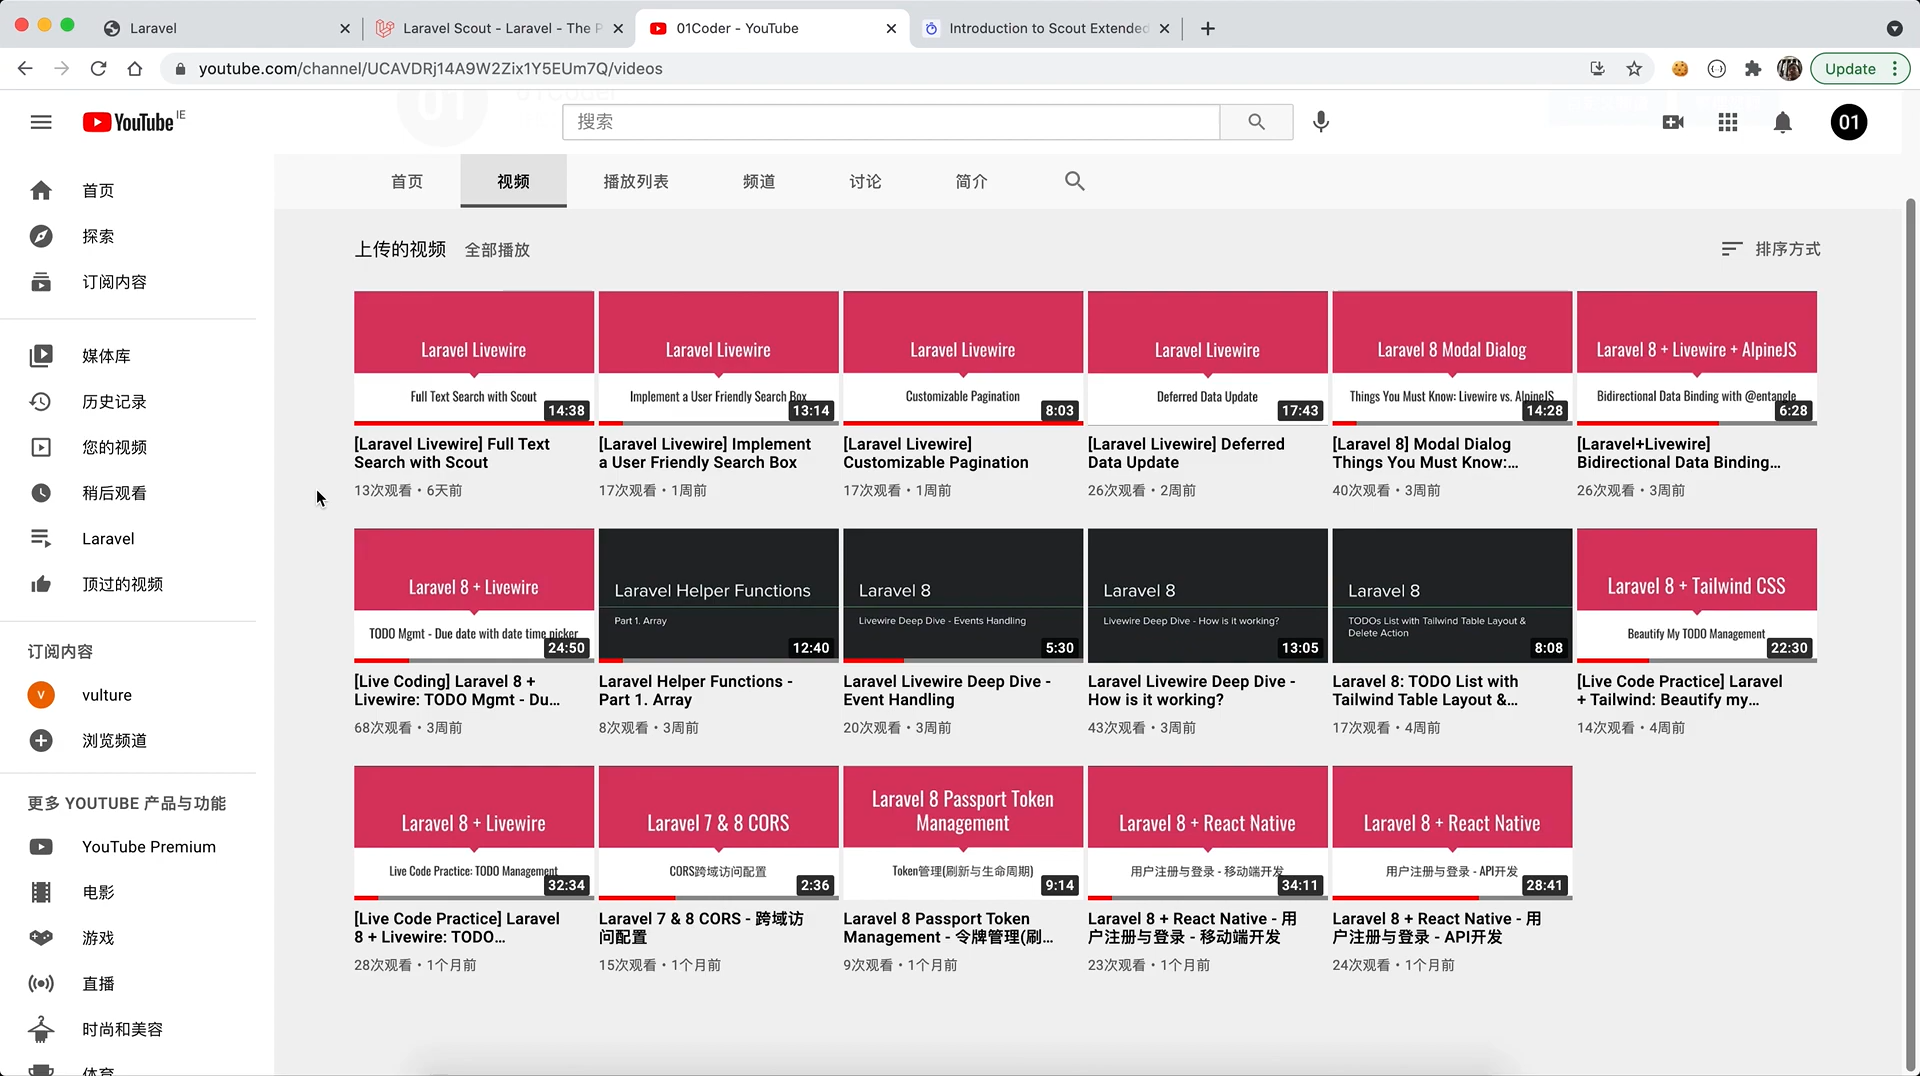 Laravel
Laravel Scout - Laravel - The P
01Coder - YouTube
Introduction to Scout Extended
youtube.com/channel/UCAVDRj14A9W2Zix1Y5EUm7Q/videos
Update
YouTube IE
搜索
01
首页
视频
播放列表
频道
讨论
简介
首页
探索
订阅内容
媒体库
历史记录
您的视频
稍后观看
Laravel
顶过的视频
订阅内容
V
vulture
浏览频道
更多 YOUTUBE 产品与功能
YouTube Premium
电影
游戏
直播
时尚和美容
体育
上传的视频
全部播放
排序方式
Laravel Livewire
Full Text Search with Scout
14:38
[Laravel Livewire] Full Text
Search with Scout
13次观看・6天前
Laravel Livewire
Implement a User Friendly Search Box
13:14
[Laravel Livewire] Implement
a User Friendly Search Box
17次观看・1周前
Laravel Livewire
Customizable Pagination
8:03
[Laravel Livewire]
Customizable Pagination
17次观看・1周前
Laravel Livewire
Deferred Data Update
17:43
[Laravel Livewire] Deferred
Data Update
26次观看・2周前
Laravel 8 Modal Dialog
Things You Must Know: Livewire vs. AlpineJS
14:28
[Laravel 8] Modal Dialog
Things You Must Know:...
40次观看・3周前
Laravel 8 + Livewire + AlpineJS
Bidirectional Data Binding with @entangle
6:28
[Laravel+Livewire]
Bidirectional Data Binding...
26次观看・3周前
Laravel 8 + Livewire
TODO Mgmt - Due date with date time picker
24:50
[Live Coding] Laravel 8 +
Livewire: TODO Mgmt - Du...
68次观看・3周前
Laravel Helper Functions
Part 1. Array
12:40
Laravel Helper Functions -
Part 1. Array
8次观看・3周前
Laravel 8
Livewire Deep Dive - Events Handling
5:30
Laravel Livewire Deep Dive -
Event Handling
20次观看・3周前
Laravel 8
Livewire Deep Dive - How is it working?
13:05
Laravel Livewire Deep Dive -
How is it working?
43次观看・3周前
Laravel 8
TODOs List with Tailwind Table Layout &
Delete Action
8:08
Laravel 8: TODO List with
Tailwind Table Layout &...
17次观看・4周前
Laravel 8 + Tailwind CSS
Beautify My TODO Management
22:30
[Live Code Practice] Laravel
+ Tailwind: Beautify my...
14次观看・4周前
Laravel 8 + Livewire
Live Code Practice: TODO Management
32:34
[Live Code Practice] Laravel
8 + Livewire: TODO...
28次观看・1个月前
Laravel 7 & 8 CORS
CORS跨域访问配置
2:36
Laravel 7 & 8 CORS - 跨域访
问配置
15次观看・1个月前
Laravel 8 Passport Token
Management
Token管理(刷新与生命周期)
9:14
Laravel 8 Passport Token
Management - 令牌管理(刷...
9次观看・1个月前
Laravel 8 + React Native
用户注册与登录 - 移动端开发
34:11
Laravel 8 + React Native - 用
户注册与登录 - 移动端开发
23次观看・1个月前
Laravel 8 + React Native
用户注册与登录 - API开发
28:41
Laravel 8 + React Native - 用
户注册与登录 - API开发
24次观看・1个月前